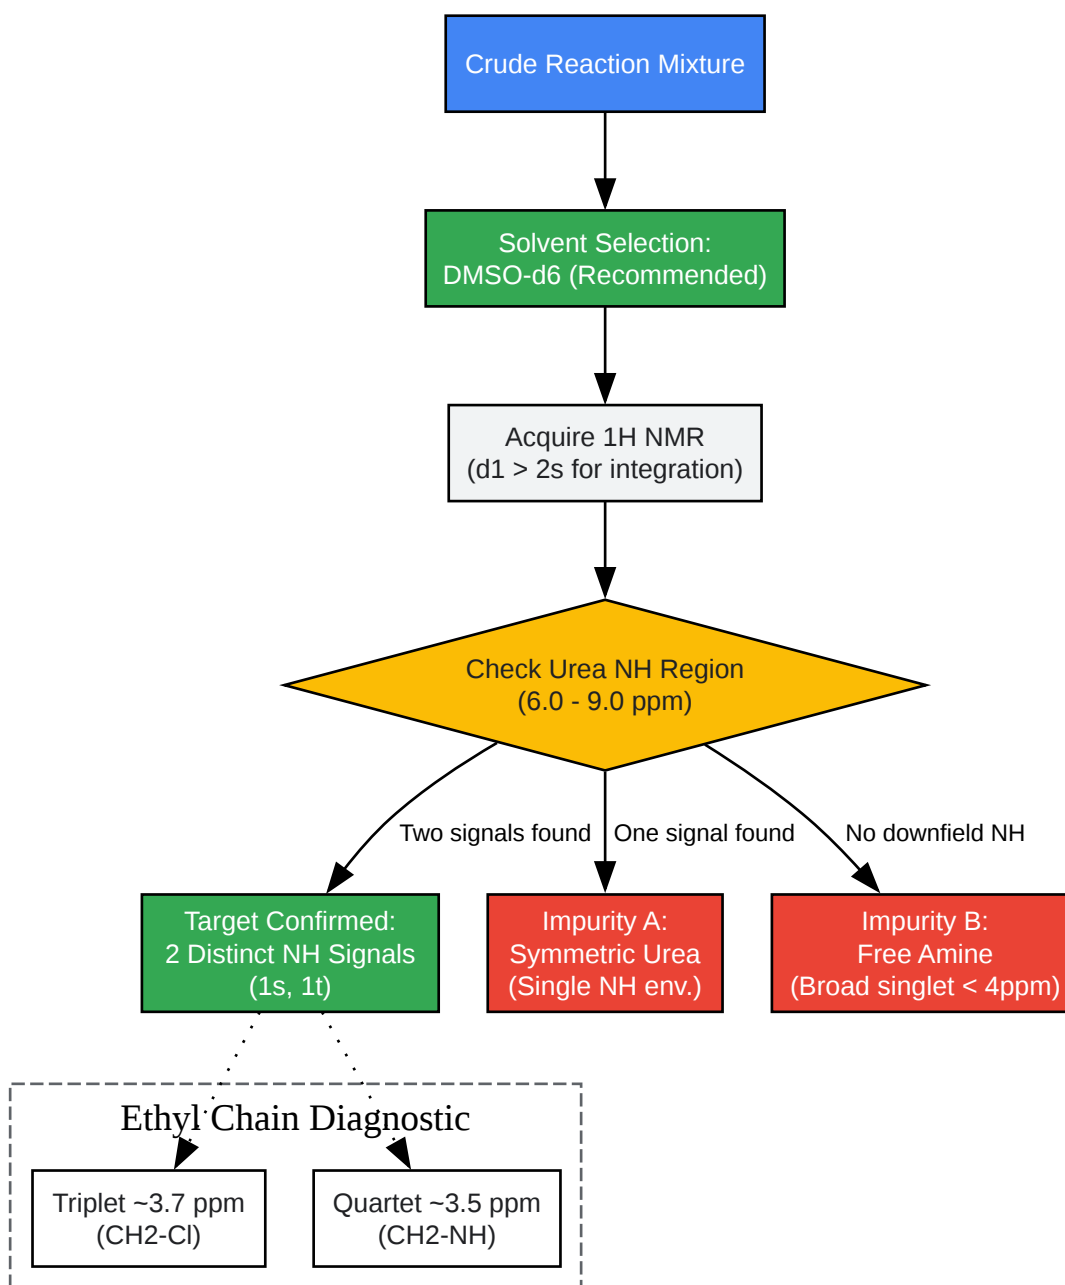 Crude Reaction Mixture
Solvent Selection:
DMSO-d6 (Recommended)
Acquire 1H NMR
(d1 > 2s for integration)
Check Urea NH Region
(6.0 - 9.0 ppm)
Two signals found
One signal found
No downfield NH
Target Confirmed:
2 Distinct NH Signals
(1s, 1t)
Impurity A:
Symmetric Urea
(Single NH env.)
Impurity B:
Free Amine
(Broad singlet < 4ppm)
Ethyl Chain Diagnostic
Triplet ~3.7 ppm
(CH2-Cl)
Quartet ~3.5 ppm
(CH2-NH)